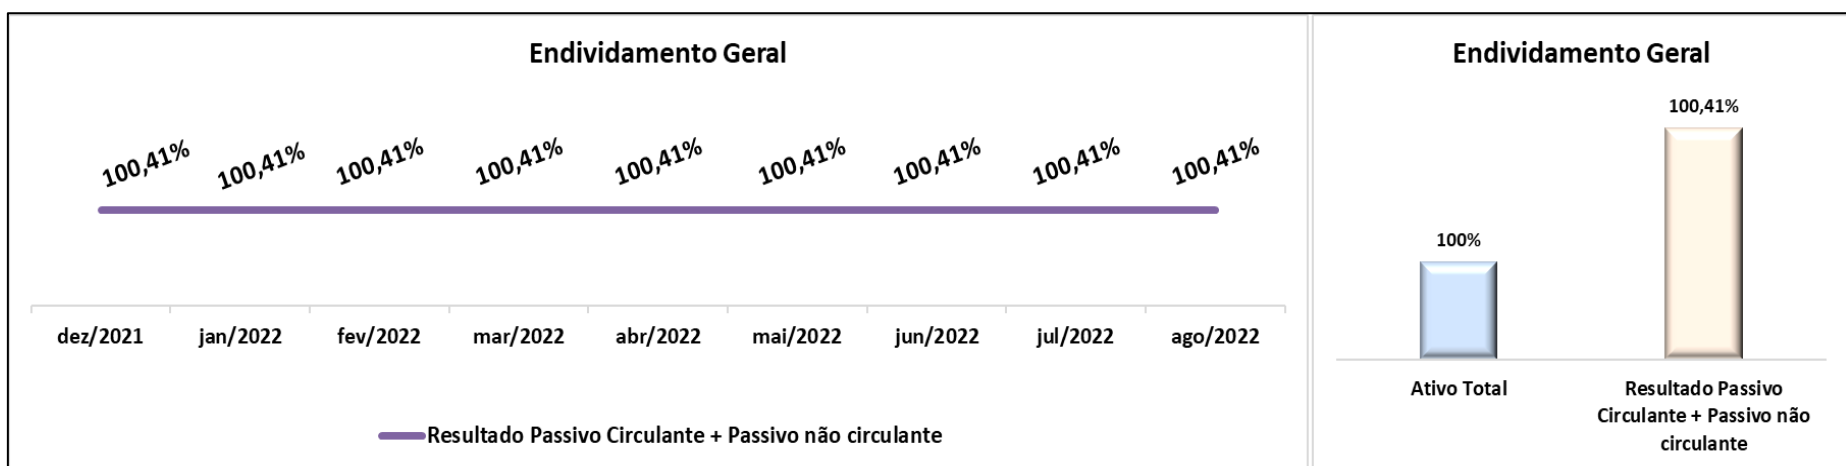 Endividamento Geral
100,41% 100,41% 100,41% 100,41% 100,41% 100,41% 100,41% 100,41% 100,41%
dez/2021 jan/2022 fev/2022 mar/2022 abr/2022 mai/2022 jun/2022 jul/2022 ago/2022
Resultado Passivo Circulante + Passivo não circulante
Endividamento Geral
100,41%
100%
Ativo Total
Resultado Passivo
Circulante + Passivo não
circulante